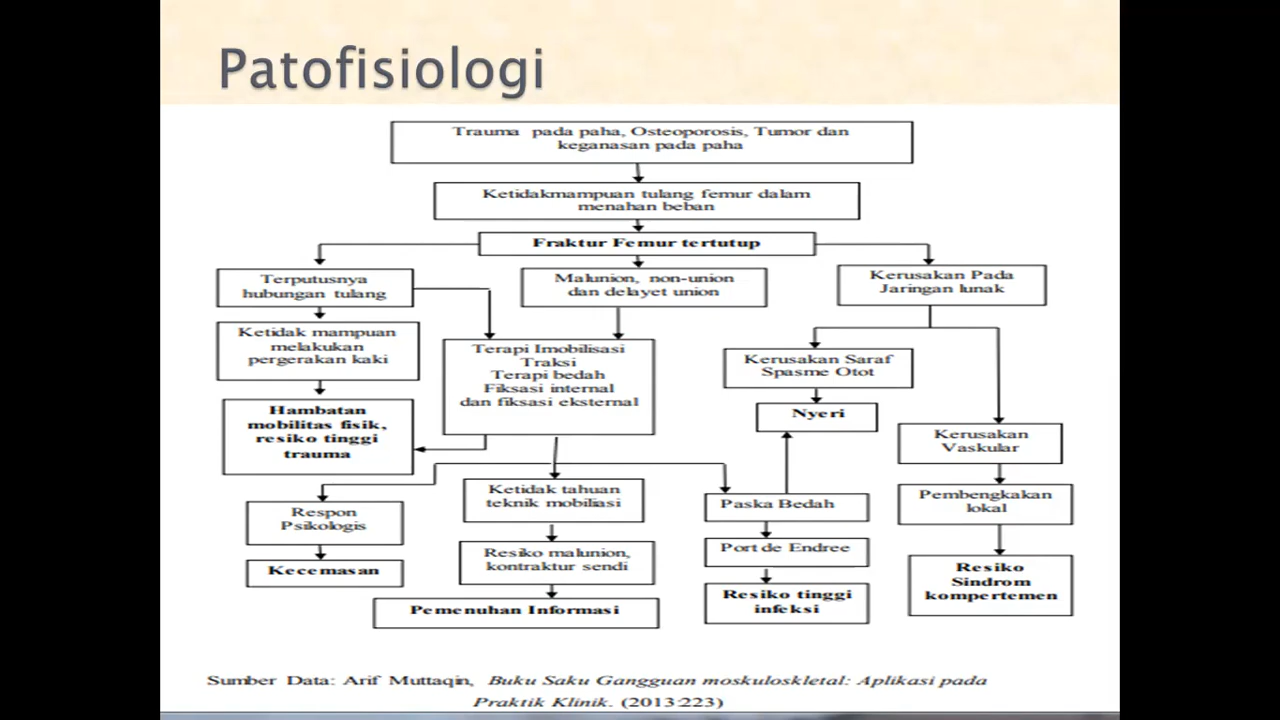 Patofisiologi
Trauma pada paha, Osteoporosis, Tumor dan
keganasan pada paha
Ketidakmampuan tulang femur dalam
menahan beban
Fraktur Femur tertutup
Terputusnya
hubungan tulang
Malunion, non-union
dan delayet union
Kerusakan Pada
Jaringan lunak
Ketidak mampuan
melakukan
pergerakan kaki
Terapi Imobilisasi
Traksi
Terapi bedah
Fiksasi internal
dan fiksasi eksternal
Kerusakan Saraf
Spasme Otot
Hambatan
mobilitas fisik,
resiko tinggi
trauma
Nyeri
Kerusakan
Vaskular
Respon
Psikologis
Ketidak tahuan
teknik mobiliasi
Paska Bedah
Pembengkakan
lokal
Kecemasan
Resiko malunion,
kontraktur sendi
Port de Endree
Resiko
Sindrom
kompertemen
Pemenuhan Informasi
Resiko tinggi
infeksi
Sumber Data: Arif Muttaqin, Buku Saku Gangguan moskuloskletal: Aplikasi pada
Praktik Klinik. (2013:223)